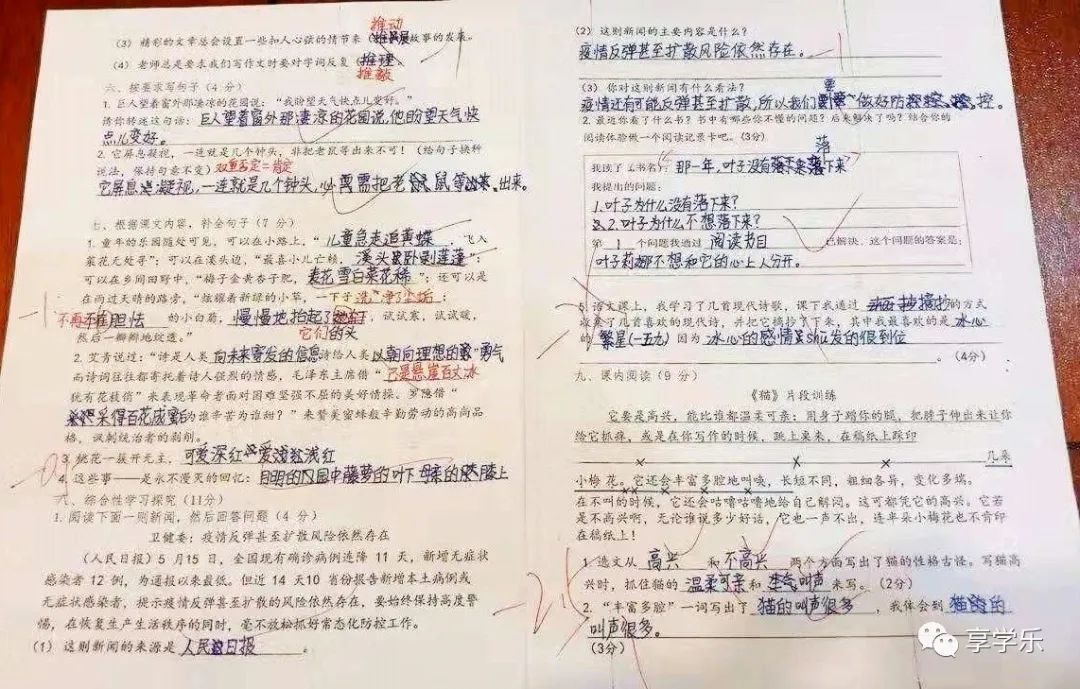 推动
(3) 精彩的文章总会设置一些扣人心弦的情节来(推展)故事的发展。
(4) 老师总是要求我们写作文时要对字词反复(推理)
推敲
六、按要求写句子(4 分)
1. 巨人望着窗外那凄凉的花园说:“我盼望天气快点儿变好。”
请你转述这句话:巨人望着窗外那凄凉的花园说,他盼望天气快
点儿变好。
2. 它屏息凝视,一连就是几个钟头,非把老鼠等出来不可!(给句子换种
说法,保持句意不变)双重否定=肯定
它屏息凝视,一连就是几个钟头,必需把老鼠等出来。
七、根据课文内容,补全句子(7 分)
1. 童年的乐园随处可见,可以在小路上,“儿童急走追黄蝶,飞入
菜花无处寻”;可以在溪头边,“最喜小儿亡赖,溪头卧剥莲蓬”;
可以在乡间田野中,“梅子金黄杏子肥,麦花雪白菜花稀”;还可以是
在雨过天晴的路旁,“炫耀着新绿的小草,一下子洗净了尘垢;
不再胆怯的小白菊,慢慢地抬起了她们,试试寒,试试暖,
它们的头
然后一瓣瓣地绽透。”
2. 艾青说过:“诗是人类向未来寄发的信息诗给人类以朝向理想的勇气
而诗词往往都寄托着诗人强烈的情感,毛泽东主席借“已是悬崖百丈冰
犹有花枝俏”来表现革命者面对困难坚强不屈的美好情操。罗隐借“
采得百花成蜜后为谁辛苦为谁甜?”来赞美蜜蜂般辛勤劳动的高尚品
格,讽刺统治者的剥削。
3 桃花一簇开无主,可爱深红爱浅红
4. 这些事——是永不漫灭的回忆:月明的园中藤萝的叶下母亲的膝上
八、综合性学习探究(11分)
1. 阅读下面一则新闻,然后回答问题(4 分)
卫健委:疫情反弹甚至扩散风险依然存在
(人民日报)5 月 15 日,全国现有确诊病例连降 11 天,新增无症状
感染者 12 例,为通报以来最低。但近 14 天10 省份报告新增本土病例或
无症状感染者,提示疫情反弹甚至扩散的风险依然存在,要始终保持高度警
惕,在恢复生产生活秩序的同时,毫不放松抓好常态化防控工作。
(1) 这则新闻的来源是人民日报。
(2) 这则新闻的主要内容是什么?
疫情反弹甚至扩散风险依然存在。
(3) 你对这则新闻有什么看法?
要
疫情还有可能反弹甚至扩散,所以我们做好防控。
2. 最近你看了什么书?书中有哪些你不懂的问题?后来解决了吗?结合你的
阅读体验做一个阅读记录卡吧。(3分)
落
我读了(书名):那一年,叶子没有落下来
我提出的问题:
1.叶子为什么没有落下来?
2.叶子为什么不想落下来?
第 1 个问题我通过阅读书目已解决,这个问题的答案是:
叶子莉娜不想和它的心上人分开。
语文课上,我学习了几首现代诗歌,课下我通过摘抄的方式
收集了几首喜欢的现代诗,并把它摘抄了下来,其中我最喜欢的是冰心
的繁星(一五九)因为冰心的感情shū发的很到位
。(4分)
九、课内阅读(9 分)
《猫》片段训练
它要是高兴,能比谁都温柔可亲:用身子蹭你的腿,把脖子伸出来让你
给它抓痒,或是在你写作的时候,跳上桌来,在稿纸上踩印
几朵
小梅花。它还会丰富多腔地叫唤,长短不同,粗细各异,变化多端。
在不叫的时候,它还会咕噜咕噜地给自己解闷。这可都凭它的高兴。它若
是不高兴啊,无论谁说多少好话,它也一声不出,连半朵小梅花也不肯印
在稿纸上!
1. 选文从高兴和不高兴两个方面写出了猫的性格古怪。写猫高
兴时,抓住猫的温柔可亲和叫声来写。(2分)
2. “丰富多腔”一词写出了猫的叫声很多,我体会到猫的
叫声很多。
(3分)
享学乐